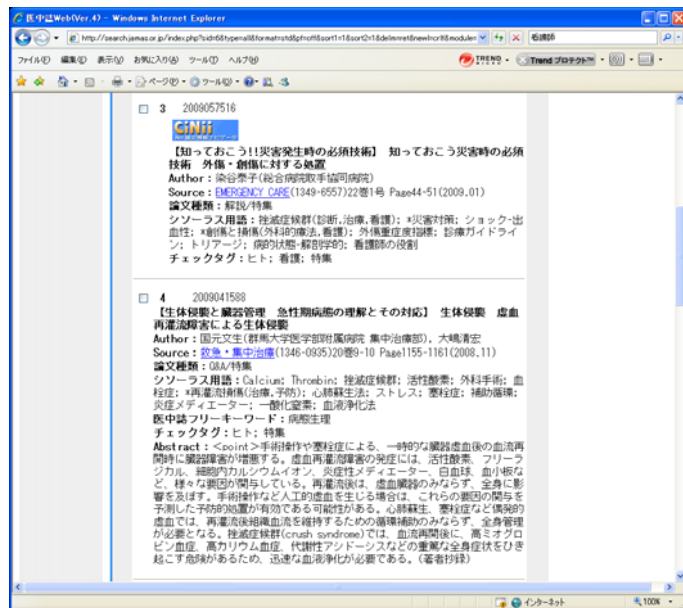 医中誌Web(Ver.4) - Windows Internet Explorer
http://search.jamas.or.jp/index.php?
看護師
ファイル(F) 編集(E) 表示(V) お気に入り(A) ツール(T) ヘルプ(H)
TREND Trend プロテクト™
ページ(P) ツール(O)
3 2009057516
CiNii
【知っておこう!!災害発生時の必須技術】 知っておこう災害時の必須
技術 外傷・創傷に対する処置
Author：染谷泰子(総合病院取手協同病院)
Source：EMERGENCY CARE(1349-6557)22巻1号 Page44-51(2009.01)
論文種類：解説/特集
シソーラス用語：挫滅症候群(診断,治療,看護)； *災害対策； ショック-出
血性； *創傷と損傷(外科的療法,看護)； 外傷重症度指標； 診療ガイドライ
ン； トリアージ； 病的状態-解剖学的； 看護師の役割
チェックタグ：ヒト； 看護； 特集
4 2009041588
【生体侵襲と臓器管理 急性期病態の理解とその対応】 生体侵襲 虚血
再灌流障害による生体侵襲
Author：国元文生(群馬大学医学部附属病院 集中治療部), 大嶋清宏
Source：救急・集中治療(1346-0935)20巻9-10 Page1155-1161(2008.11)
論文種類：Q&A/特集
シソーラス用語：Calcium； Thrombin； 挫滅症候群； 活性酸素； 外科手術； 血
栓症； *再灌流損傷(治療,予防)； 心肺蘇生法； ストレス； 塞栓症； 補助循環；
炎症メディエーター； 一酸化窒素； 血液浄化法
医中誌フリーキーワード：病態生理
チェックタグ：ヒト； 特集
Abstract：<point>手術操作や塞栓症による、一時的な臓器虚血後の血流再
開時に臓器障害が増悪する。虚血再灌流障害の発症には、活性酸素、フリーラ
ジカル、細胞内カルシウムイオン、炎症性メディエーター、白血球、血小板な
ど、様々な要因が関与している。再灌流後は、虚血臓器のみならず、全身に影
響を及ぼす。手術操作など人工的虚血を生じる場合は、これらの要因の関与を
予測した予防的処置が有効である可能性がある。心肺蘇生、塞栓症など偶発的
虚血では、再灌流後組織血流を維持するための循環補助のみならず、全身管理
が必要となる。挫滅症候群(crush syndrome)では、血流再開後に、高ミオグロ
ビン血症、高カリウム血症、代謝性アシドーシスなどの重篤な全身症状をひき
起こす危険があるため、迅速な血液浄化が必要である。(著者抄録)
インターネット
100%